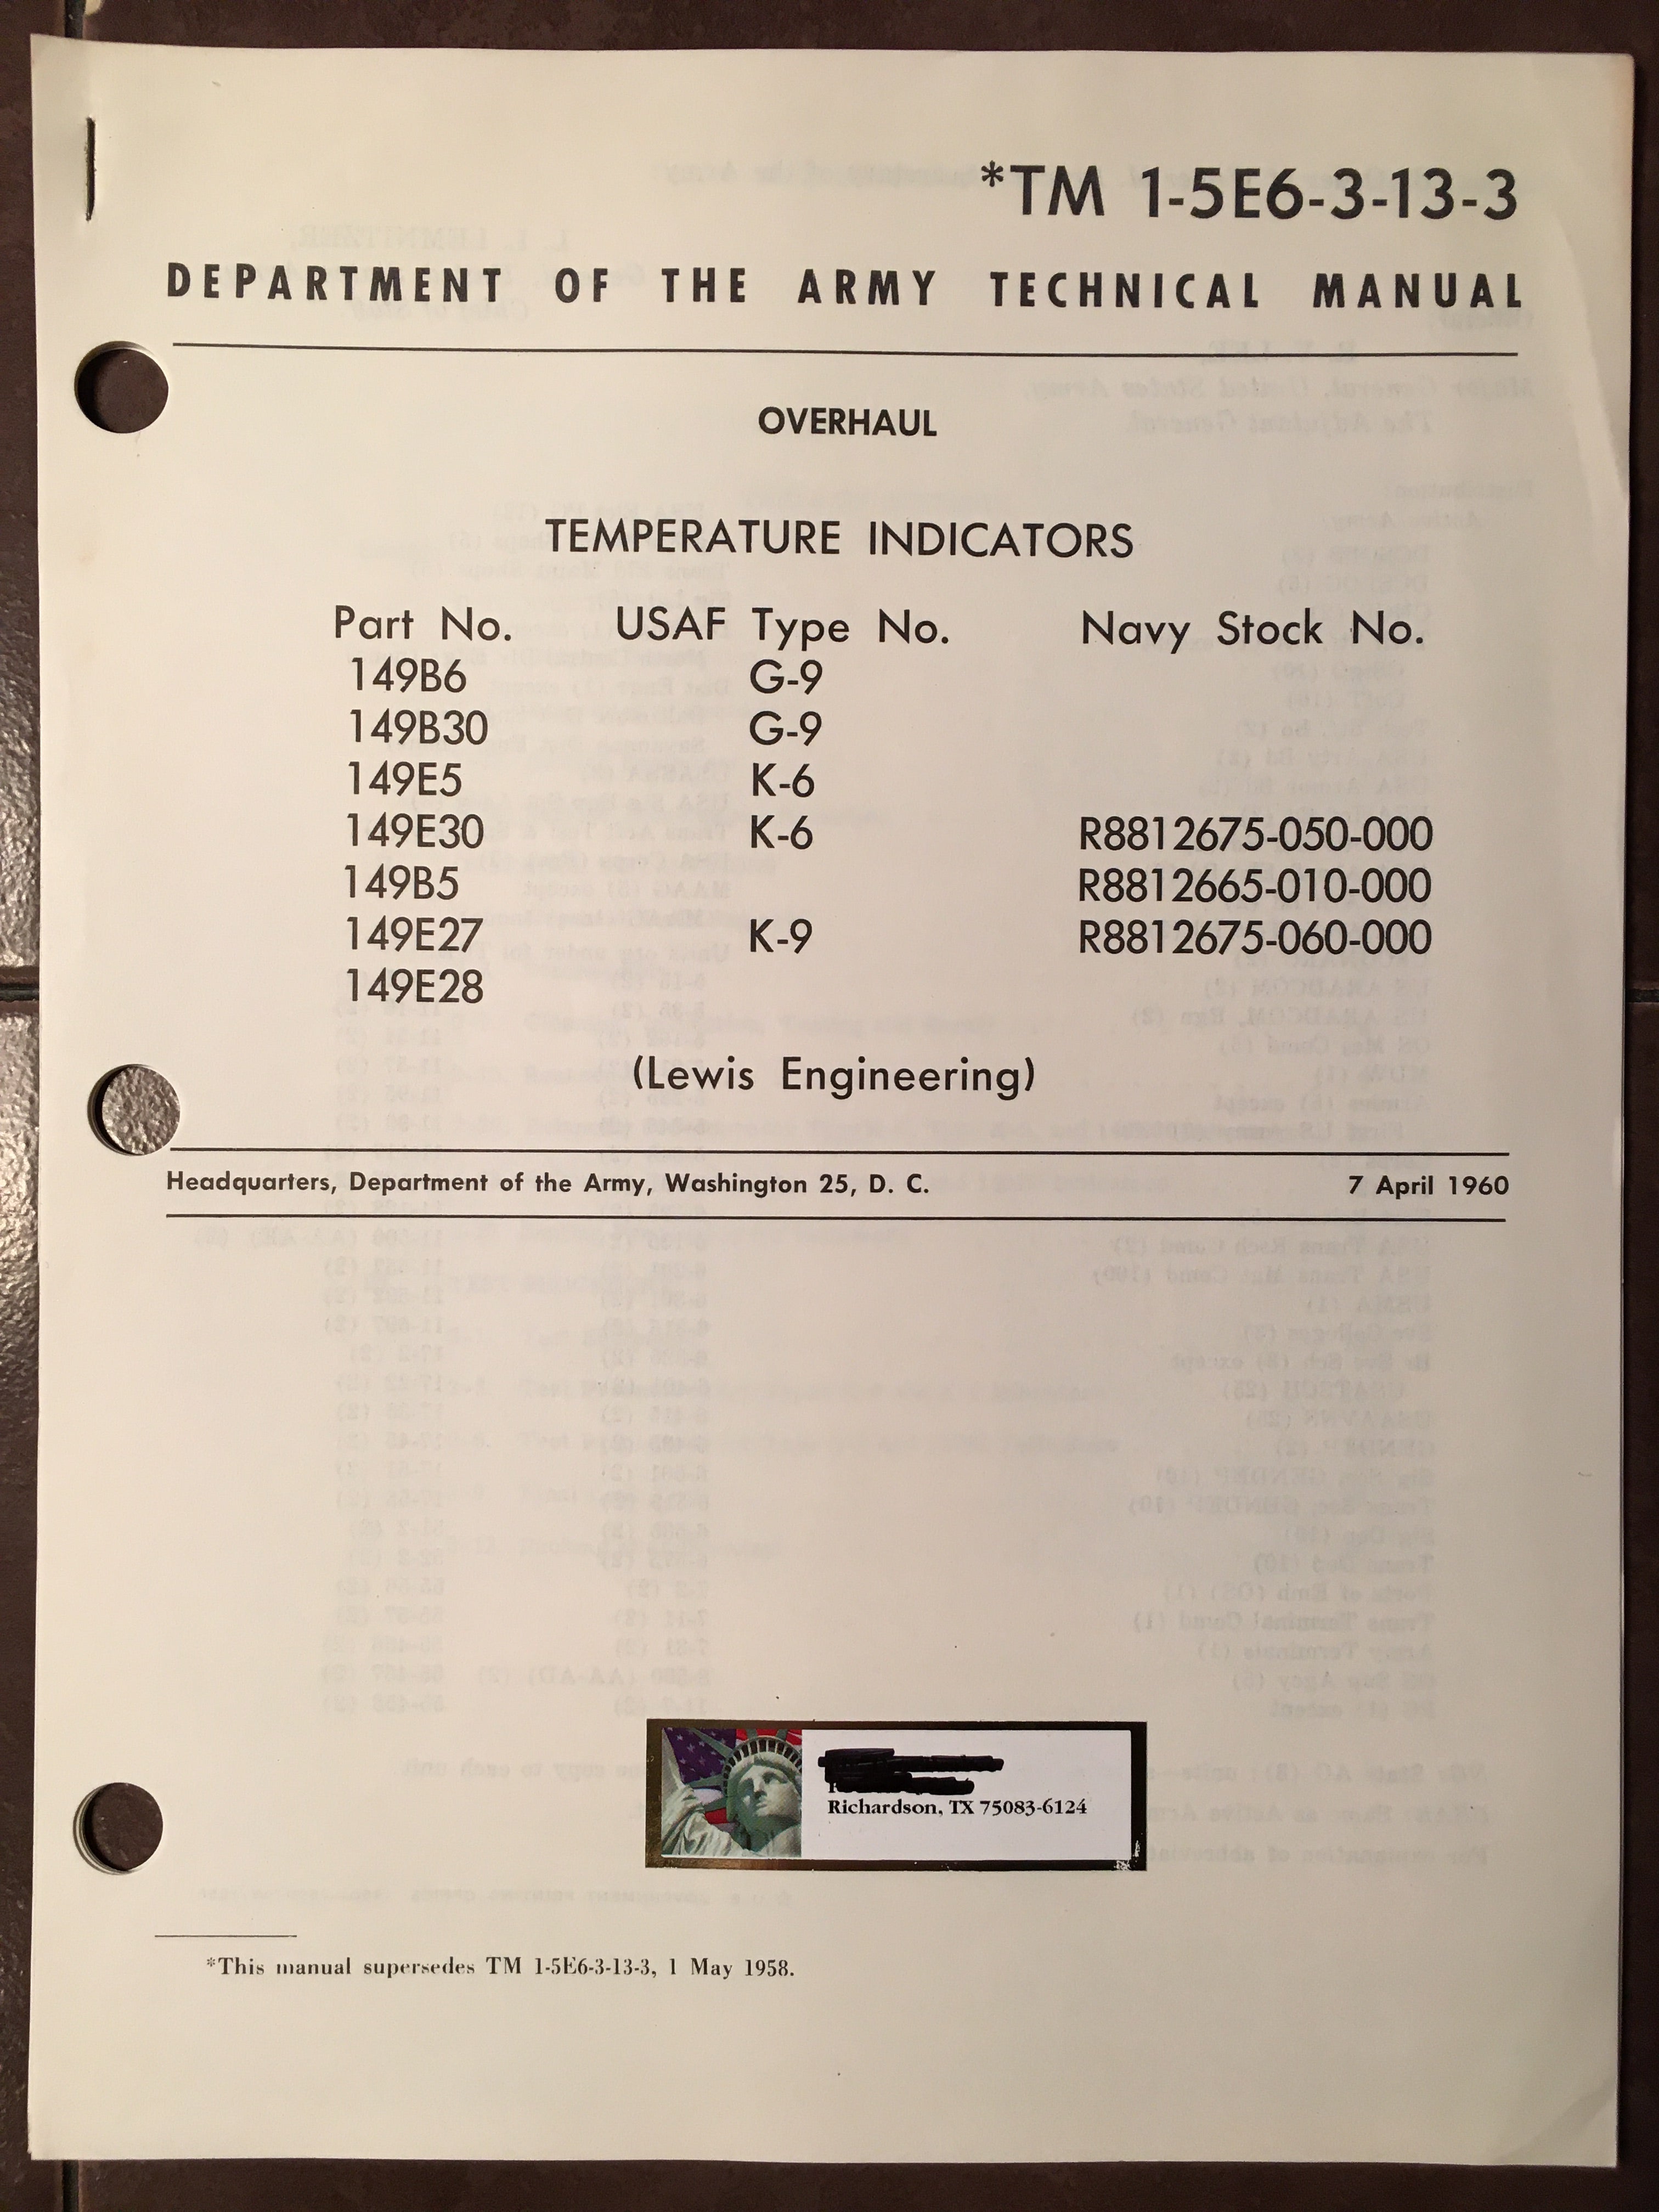 *TM 1-5E6-3-13-3
DEPARTMENT OF THE ARMY TECHNICAL MANUAL
OVERHAUL
TEMPERATURE INDICATORS
Part No. USAF Type No. Navy Stock No.
149B6 G-9
149B30 G-9
149E5 K-6
149E30 K-6 R8812675-050-000
149B5 R8812665-010-000
149E27 K-9 R8812675-060-000
149E28
(Lewis Engineering)
Headquarters, Department of the Army, Washington 25, D. C. 7 April 1960
Richardson, TX 75083-6124
*This manual supersedes TM 1-5E6-3-13-3, 1 May 1958.